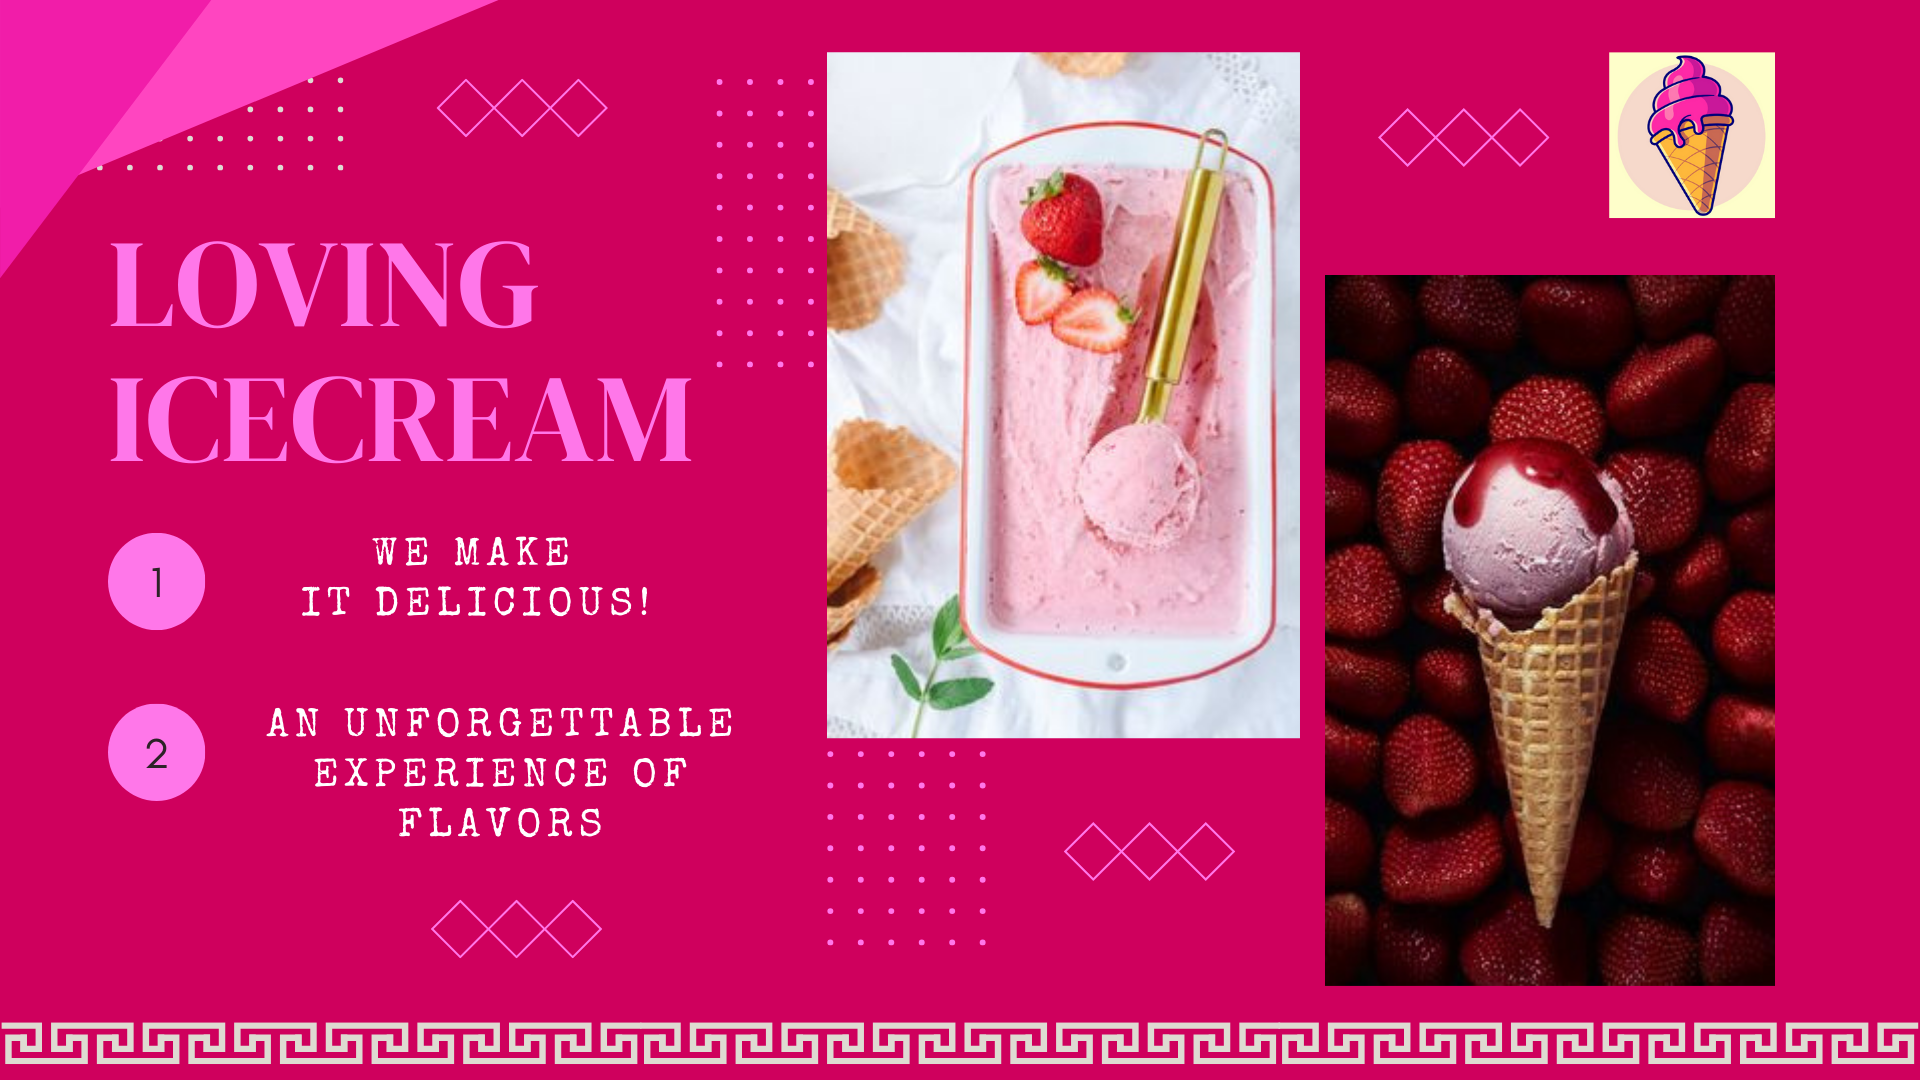 LOVING
ICECREAM
1
WE MAKE
IT DELICIOUS!
2
AN UNFORGETTABLE
EXPERIENCE OF
FLAVORS